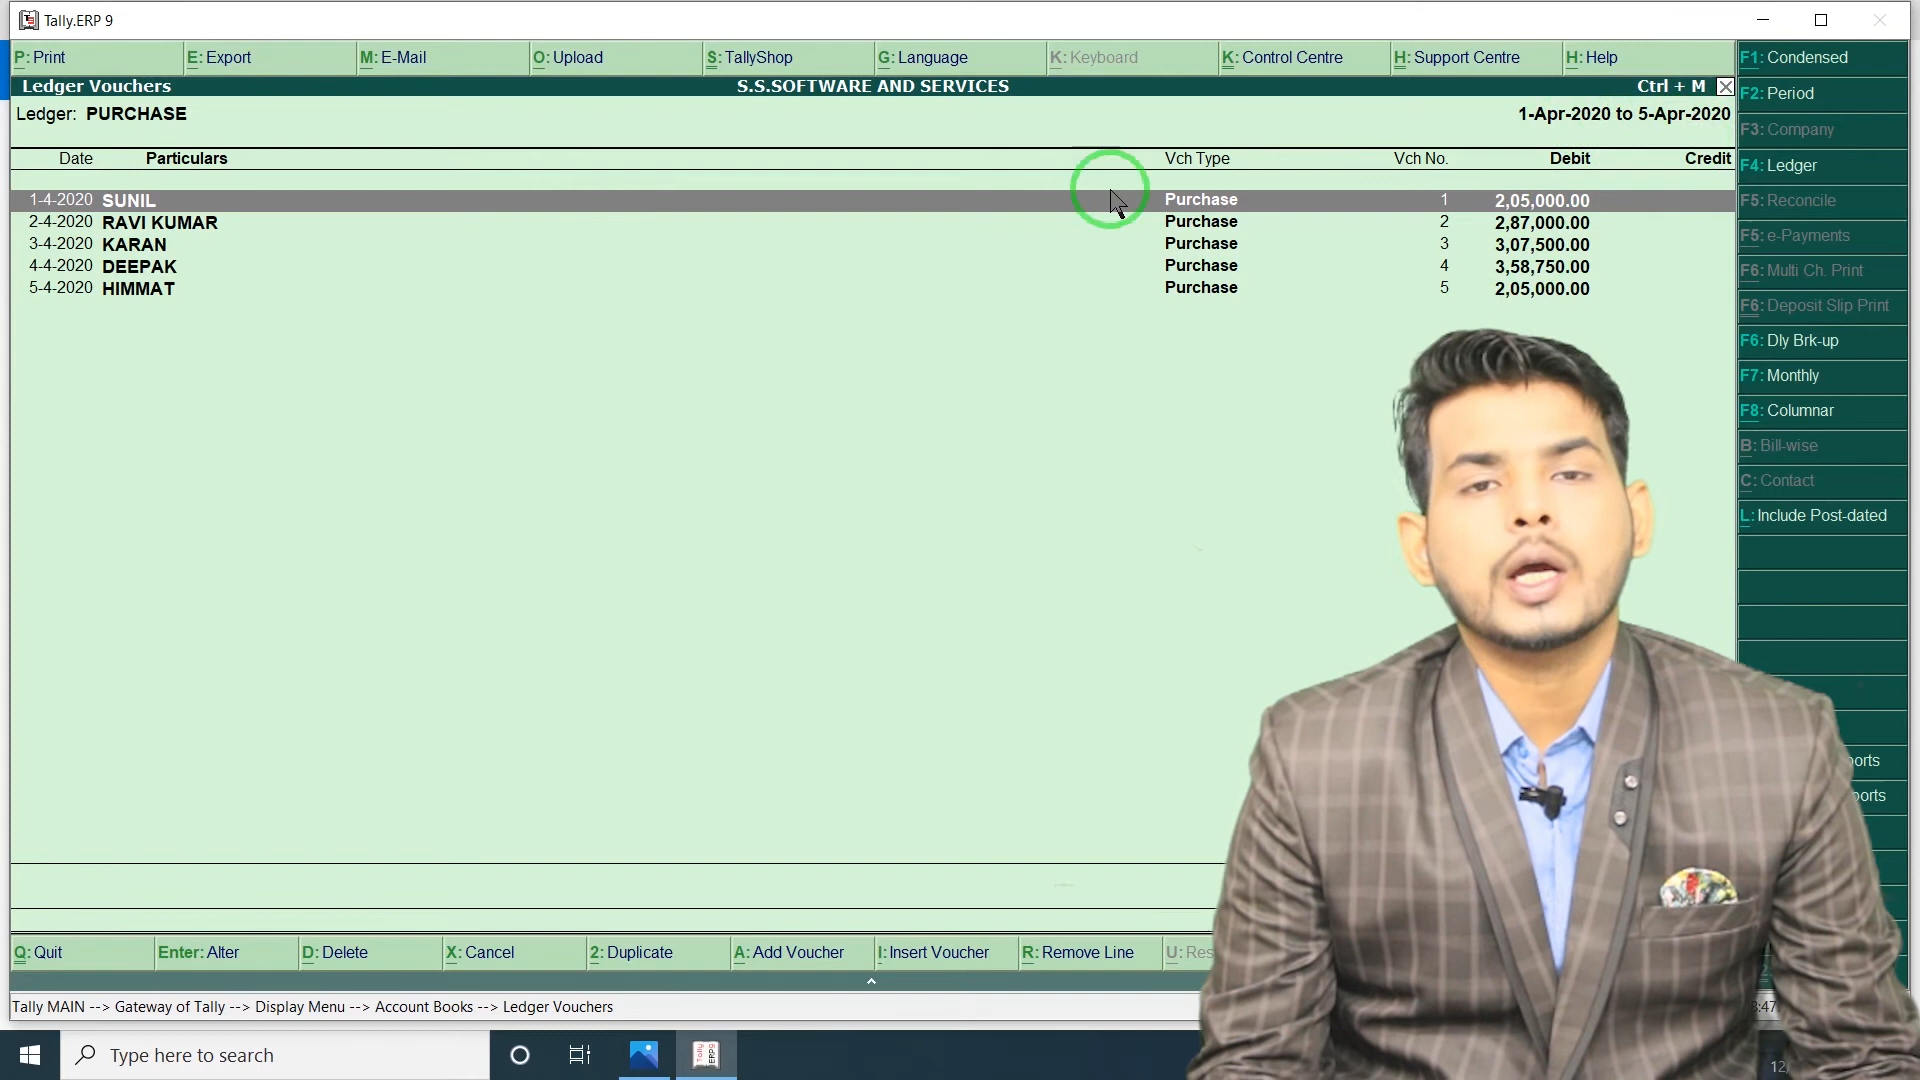 Tally.ERP 9
P: Print E: Export M: E-Mail O: Upload S: TallyShop G: Language K: Keyboard K: Control Centre H: Support Centre H: Help
Ledger Vouchers S.S.SOFTWARE AND SERVICES Ctrl + M
Ledger: PURCHASE 1-Apr-2020 to 5-Apr-2020
Date Particulars Vch Type Vch No. Debit Credit
1-4-2020 SUNIL Purchase 1 2,05,000.00
2-4-2020 RAVI KUMAR Purchase 2 2,87,000.00
3-4-2020 KARAN Purchase 3 3,07,500.00
4-4-2020 DEEPAK Purchase 4 3,58,750.00
5-4-2020 HIMMAT Purchase 5 2,05,000.00
F1: Condensed
F2: Period
F3: Company
F4: Ledger
F5: Reconcile
F5: e-Payments
F6: Multi Ch. Print
F6: Deposit Slip Print
F6: Dly Brk-up
F7: Monthly
F8: Columnar
B: Bill-wise
C: Contact
L: Include Post-dated
Q: Quit Enter: Alter D: Delete X: Cancel 2: Duplicate A: Add Voucher I: Insert Voucher R: Remove Line U: Res
Tally MAIN --> Gateway of Tally --> Display Menu --> Account Books --> Ledger Vouchers
Type here to search